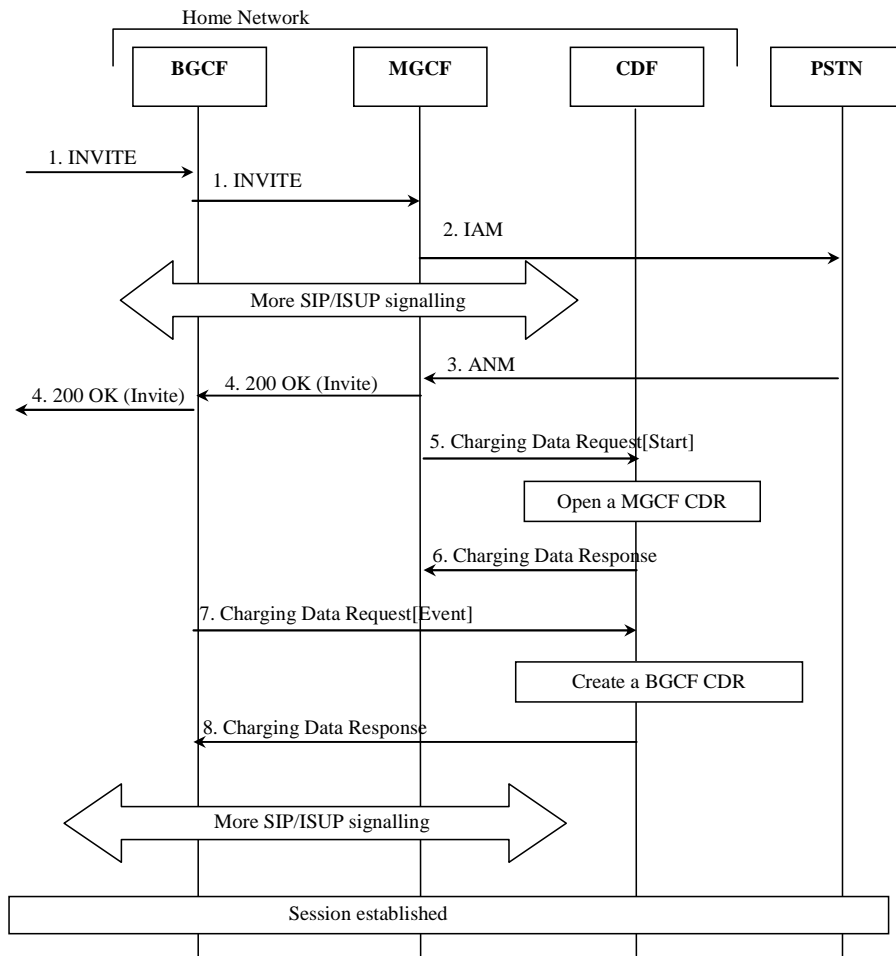 Home Network
BGCF
MGCF
CDF
PSTN
1. INVITE
1. INVITE
2. IAM
More SIP/ISUP signalling
3. ANM
4. 200 OK (Invite)
4. 200 OK (Invite)
5. Charging Data Request[Start]
Open a MGCF CDR
6. Charging Data Response
7. Charging Data Request[Event]
Create a BGCF CDR
8. Charging Data Response
More SIP/ISUP signalling
Session established